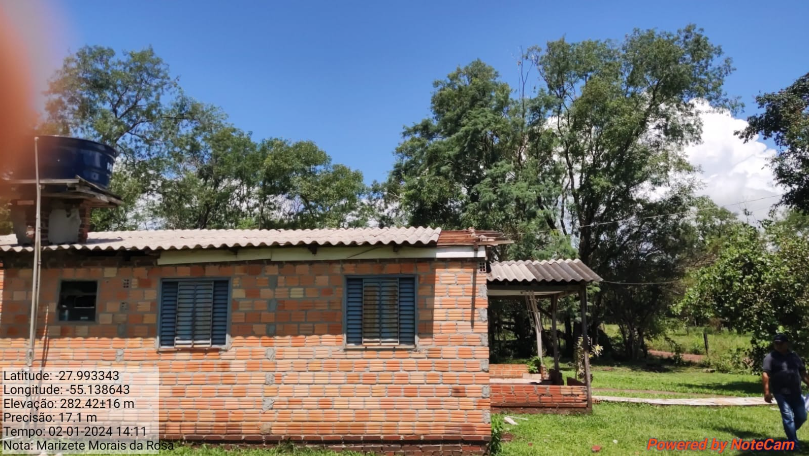 Latitude: -27.993343
Longitude: -55.138643
Elevação: 282.42±16 m
Precisão: 17.1 m
Tempo: 02-01-2024 14:11
Nota: Marizete Morais da Rosa
Powered by NoteCam